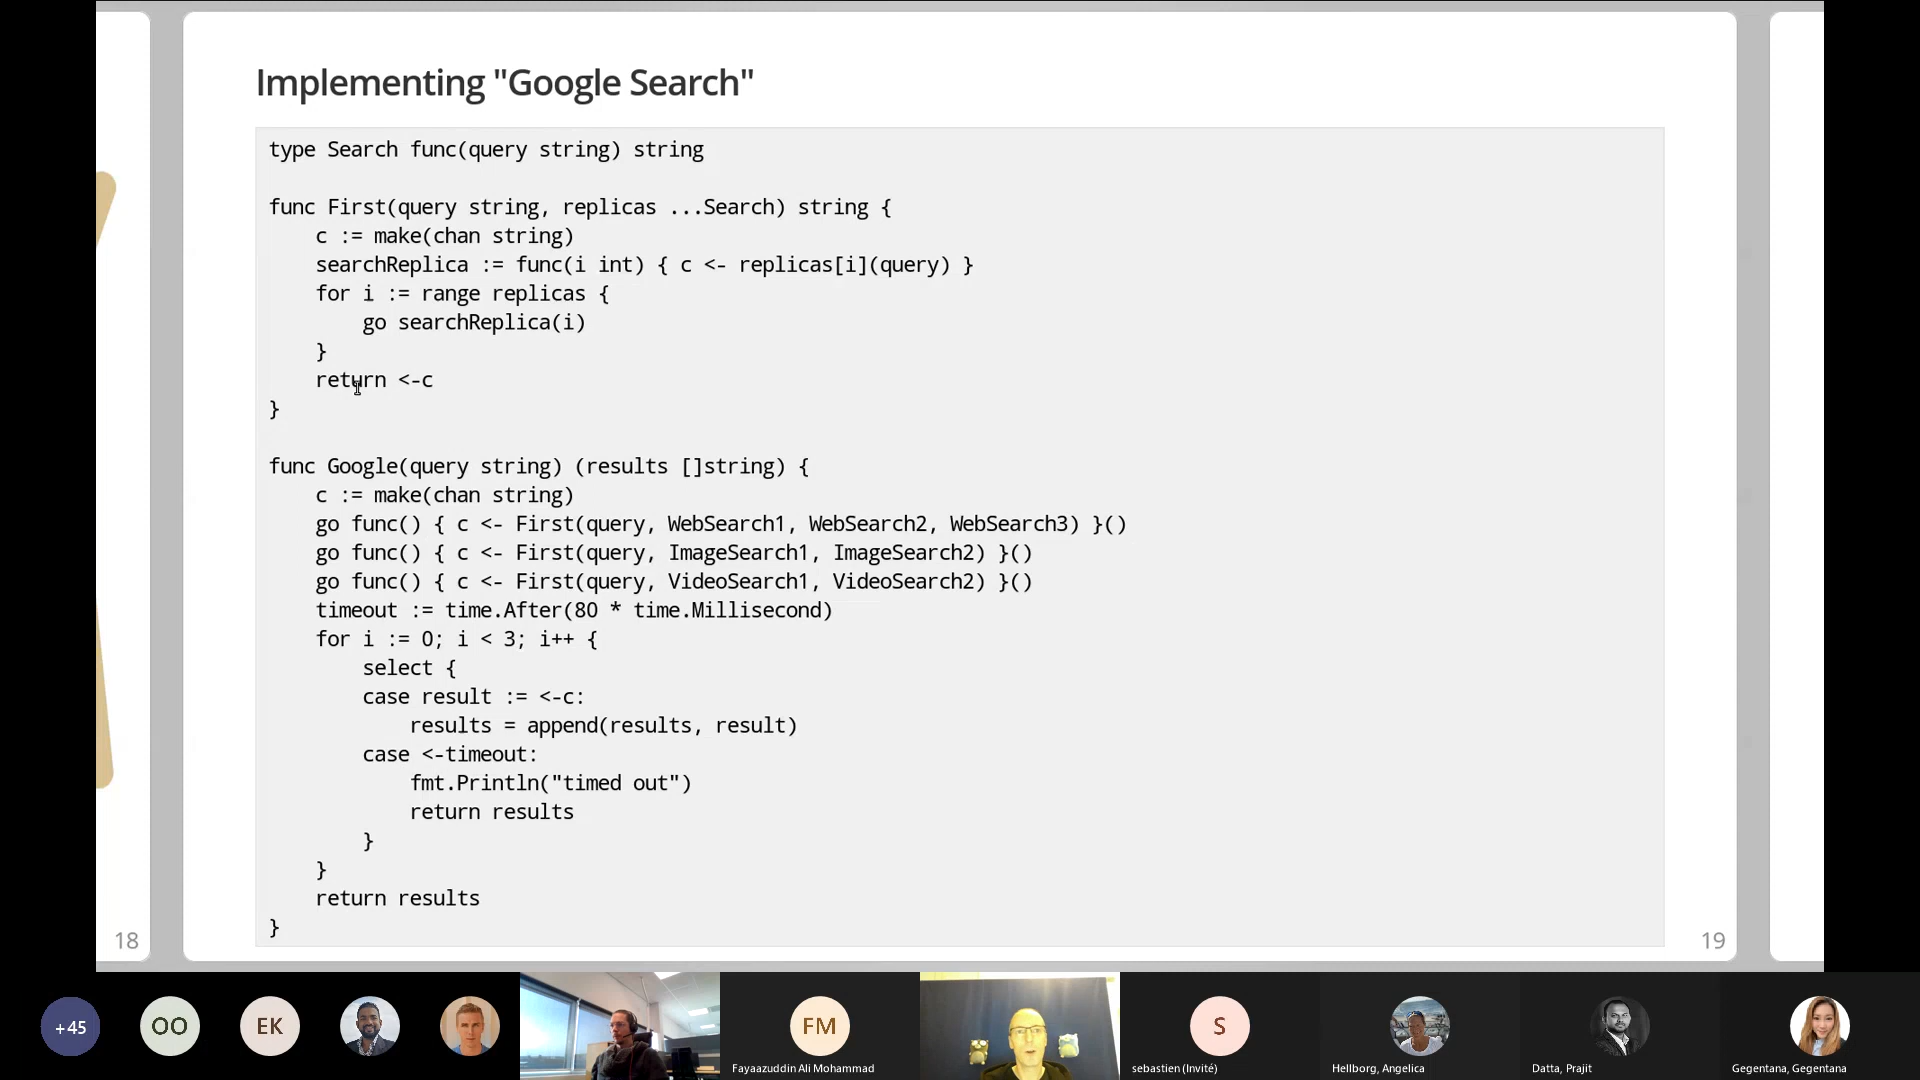 Implementing "Google Search"
type Search func(query string) string
func First(query string, replicas ...Search) string {
    c := make(chan string)
    searchReplica := func(i int) { c <- replicas[i](query) }
    for i := range replicas {
        go searchReplica(i)
    }
    return <-c
}
func Google(query string) (results []string) {
    c := make(chan string)
    go func() { c <- First(query, WebSearch1, WebSearch2, WebSearch3) }()
    go func() { c <- First(query, ImageSearch1, ImageSearch2) }()
    go func() { c <- First(query, VideoSearch1, VideoSearch2) }()
    timeout := time.After(80 * time.Millisecond)
    for i := 0; i < 3; i++ {
        select {
        case result := <-c:
            results = append(results, result)
        case <-timeout:
            fmt.Println("timed out")
            return results
        }
    }
    return results
}
18
19
+45
OO
EK
FM
Fayaazuddin Ali Mohammad
S
sebastien (Invité)
Hellborg, Angelica
Datta, Prajit
Gegentana, Gegentana